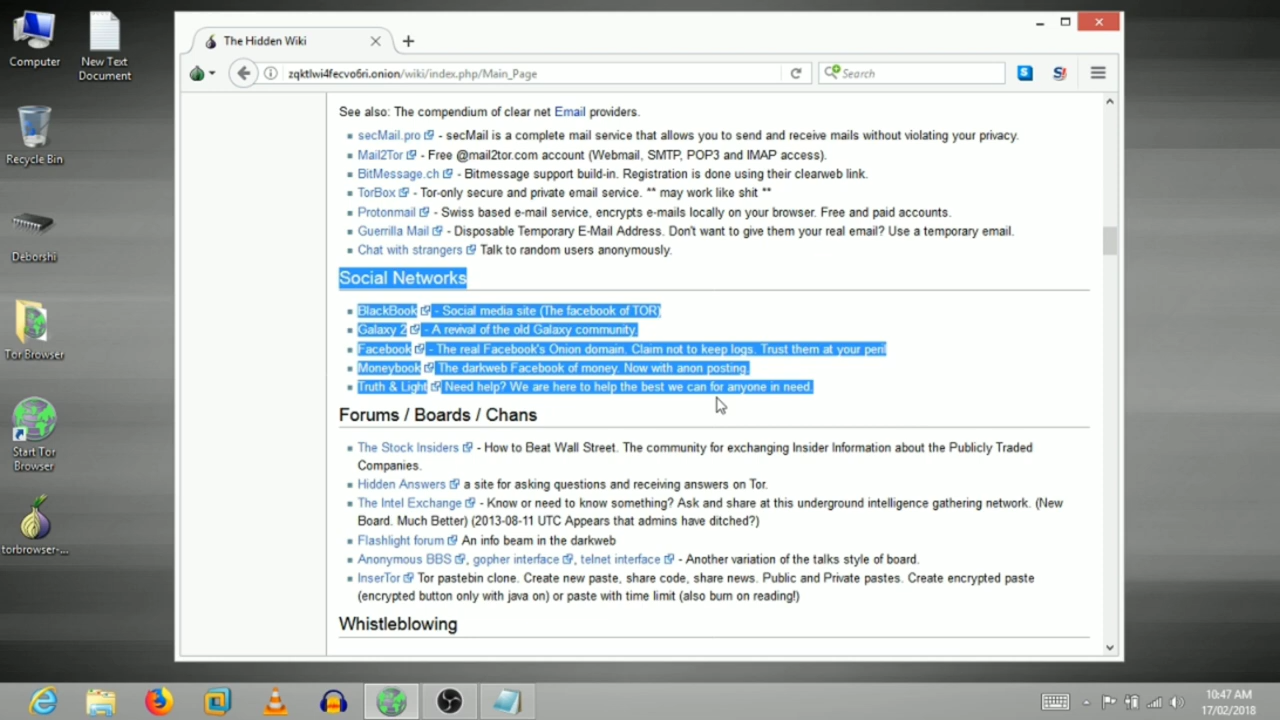 Computer
New Text
Document
Recycle Bin
Deborshi
Tor Browser
Start Tor
Browser
torbrowser-...
The Hidden Wiki
zqktlwi4fecvo6ri.onion/wiki/index.php/Main_Page
Search
See also: The compendium of clear net Email providers.
secMail.pro - secMail is a complete mail service that allows you to send and receive mails without violating your privacy.
Mail2Tor - Free @mail2tor.com account (Webmail, SMTP, POP3 and IMAP access).
BitMessage.ch - Bitmessage support build-in. Registration is done using their clearweb link.
TorBox - Tor-only secure and private email service. ** may work like shit **
Protonmail - Swiss based e-mail service, encrypts e-mails locally on your browser. Free and paid accounts.
Guerrilla Mail - Disposable Temporary E-Mail Address. Don't want to give them your real email? Use a temporary email.
Chat with strangers Talk to random users anonymously.
Social Networks
BlackBook - Social media site (The facebook of TOR)
Galaxy 2 - A revival of the old Galaxy community.
Facebook - The real Facebook's Onion domain. Claim not to keep logs. Trust them at your peril
Moneybook The darkweb Facebook of money. Now with anon posting.
Truth & Light Need help? We are here to help the best we can for anyone in need.
Forums / Boards / Chans
The Stock Insiders - How to Beat Wall Street. The community for exchanging Insider Information about the Publicly Traded
Companies.
Hidden Answers a site for asking questions and receiving answers on Tor.
The Intel Exchange - Know or need to know something? Ask and share at this underground intelligence gathering network. (New
Board. Much Better) (2013-08-11 UTC Appears that admins have ditched?)
Flashlight forum An info beam in the darkweb
Anonymous BBS, gopher interface, telnet interface - Another variation of the talks style of board.
InserTor Tor pastebin clone. Create new paste, share code, share news. Public and Private pastes. Create encrypted paste
(encrypted button only with java on) or paste with time limit (also burn on reading!)
Whistleblowing
10:47 AM
17/02/2018